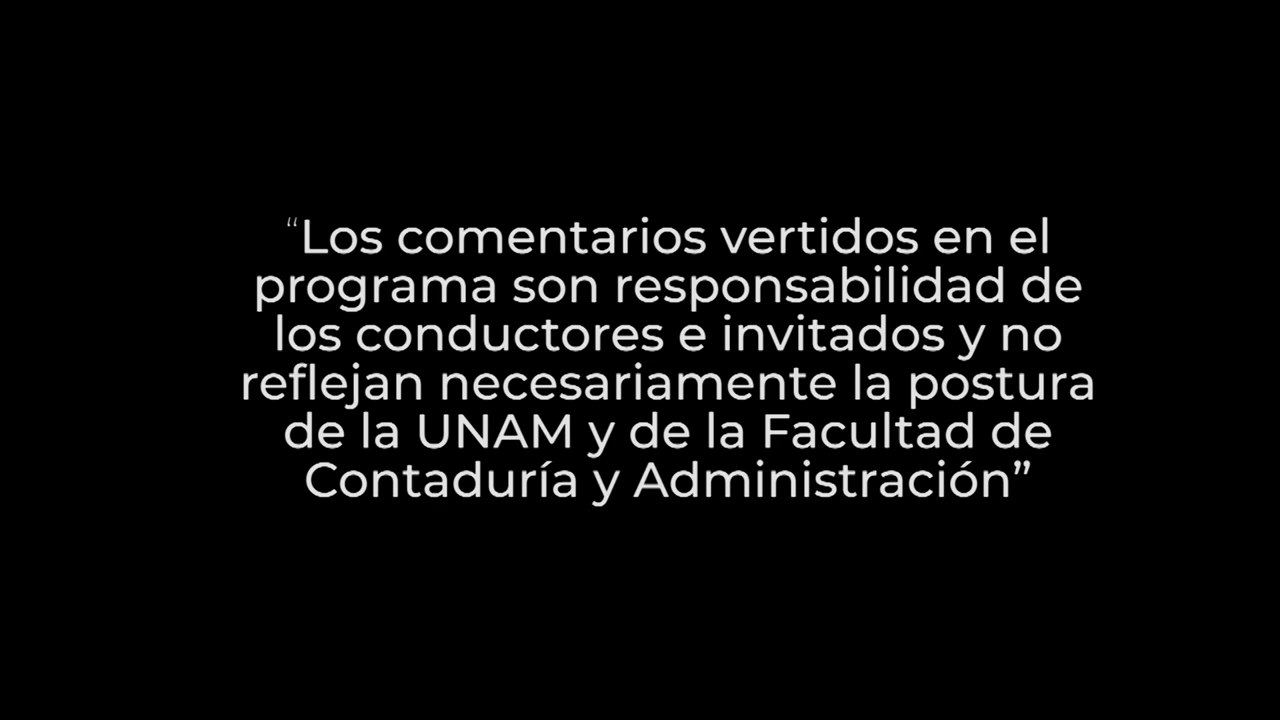 “Los comentarios vertidos en el
programa son responsabilidad de
los conductores e invitados y no
reflejan necesariamente la postura
de la UNAM y de la Facultad de
Contaduría y Administración”